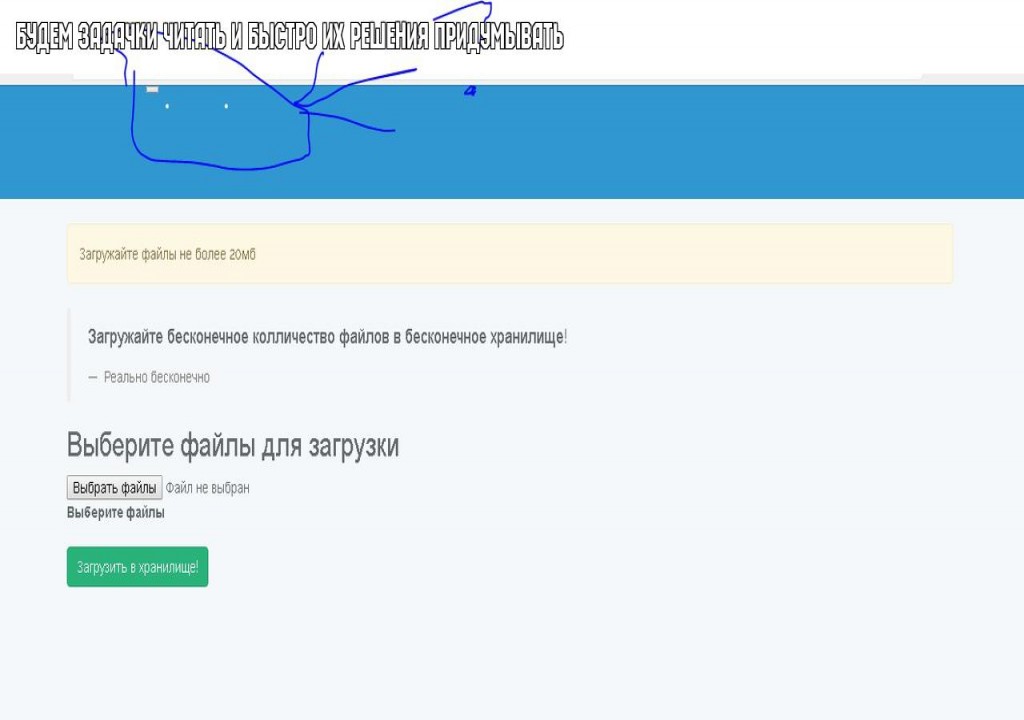 БУДЕМ ЗАДАЧКИ ЧИТАТЬ И БЫСТРО ИХ РЕШЕНИЯ ПРИДУМЫВАТЬ
Загружайте файлы не более 20мб
Загружайте бесконечное колличество файлов в бесконечное хранилище!
— Реально бесконечно
Выберите файлы для загрузки
Выбрать файлы Файл не выбран
Выберите файлы
Загрузить в хранилище!